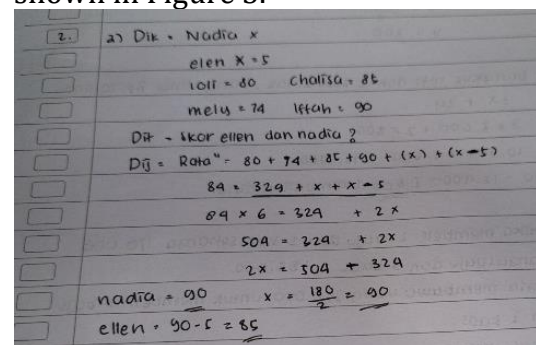 shown in Figure 3.
2. a) Dik = Nadia x
elen x - 5
loli = 80 Chalisa = 85
mely = 74 Iftah = 90
Dit = skor ellen dan nadia ?
Dij = Rata" = 80 + 74 + 85 + 90 + (x) + (x-5)
84 = 329 + x + x - 5
84 x 6 = 329 + 2x
504 = 329 + 2x
2x = 504 + 329
nadia = 90 x = 180/2 = 90
ellen = 90 - 5 = 85